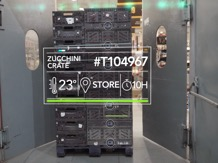 ZUCCHINI
CRATE
#T104967
23° STORE 10H